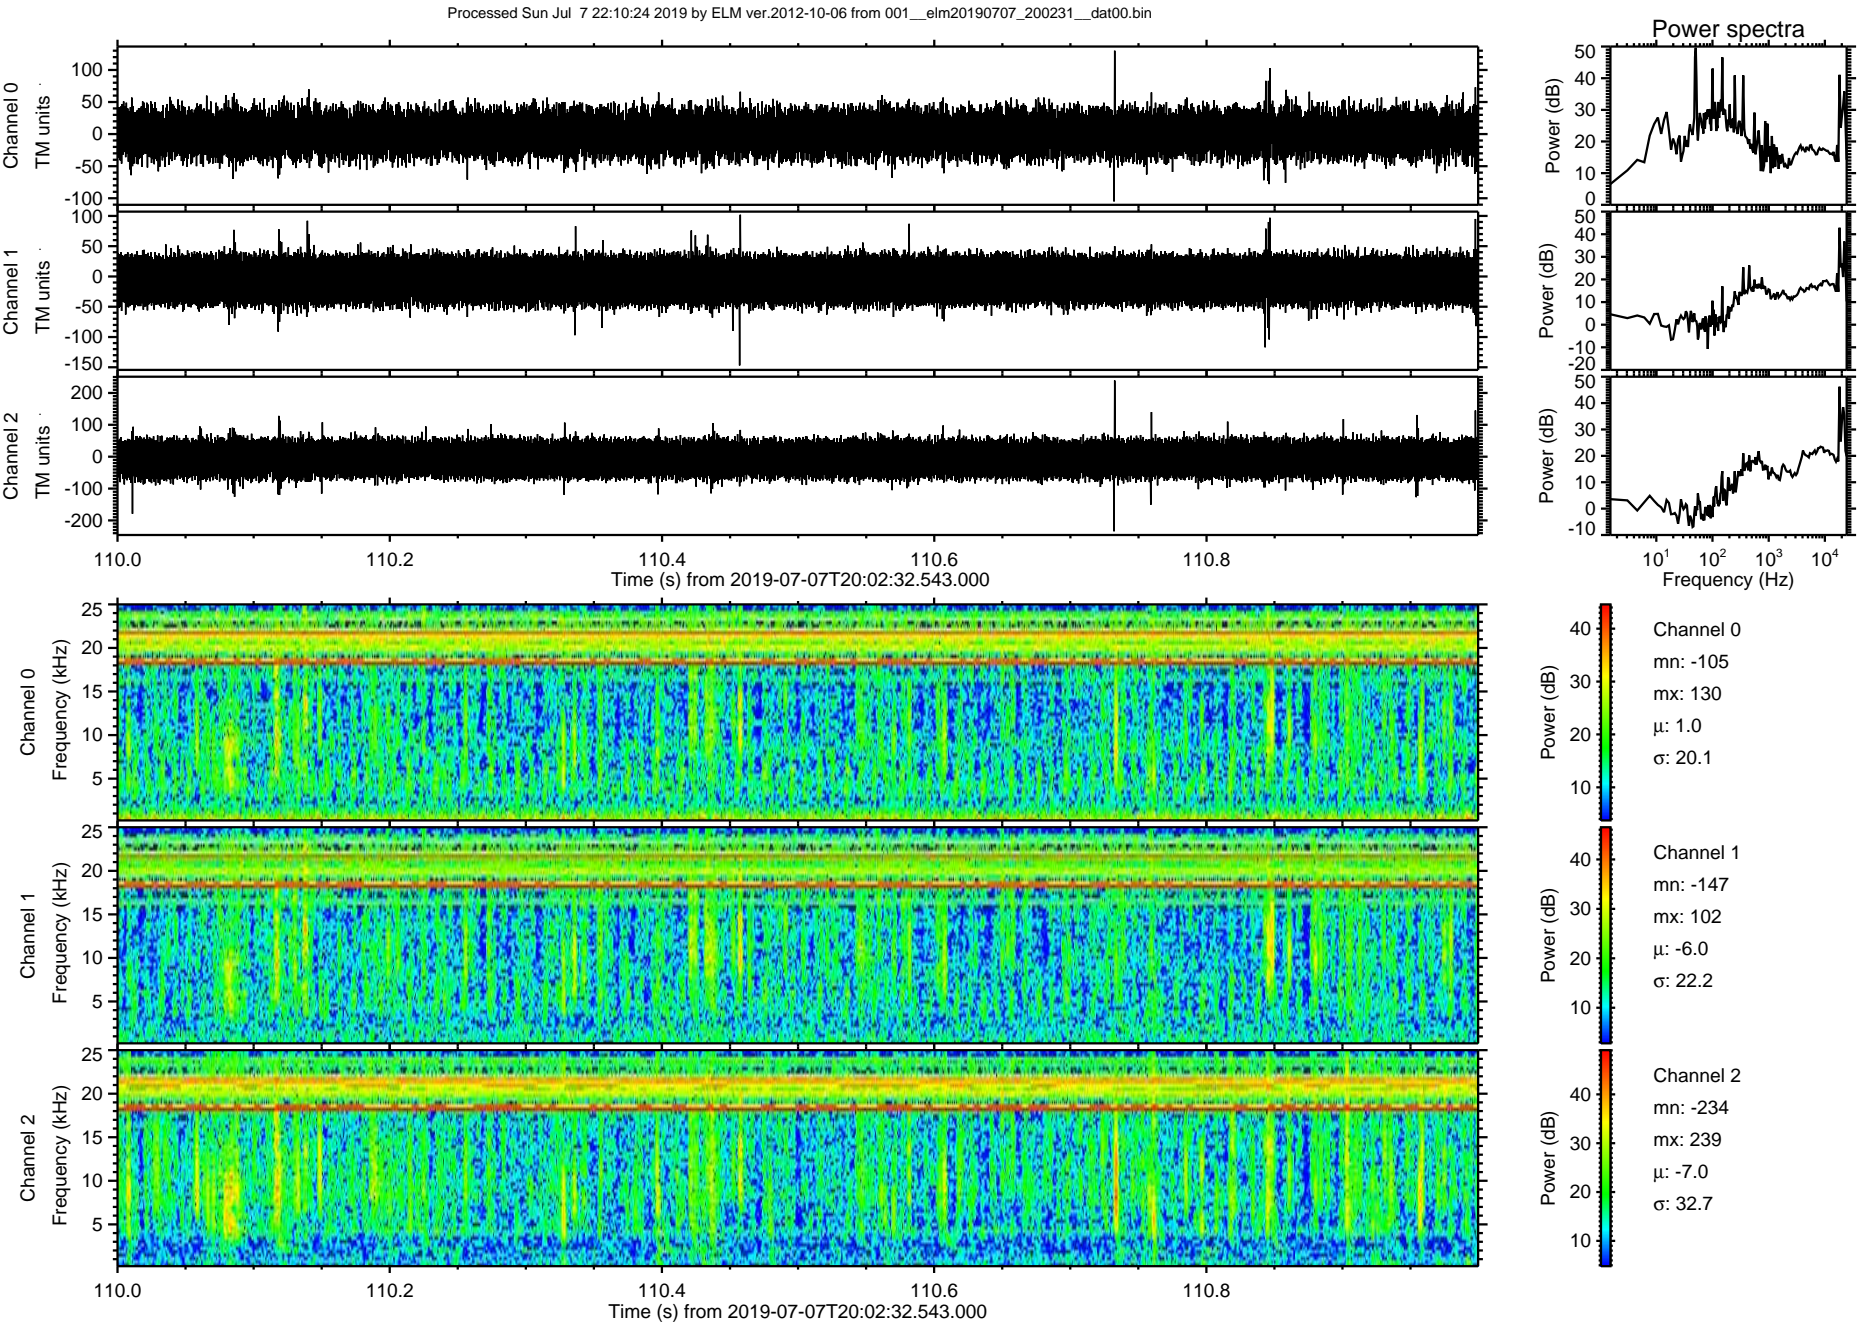 Processed Sun Jul 7 22:10:24 2019 by ELM ver.2012-10-06 from 001__elm20190707_200231__dat00.bin
Power spectra
Channel 0
TM units
100
50
0
-50
-100
Power (dB)
50
40
30
20
10
0
Channel 1
TM units
100
50
0
-50
-100
-150
Power (dB)
50
40
30
20
10
0
-10
-20
Channel 2
TM units
200
100
0
-100
-200
Power (dB)
50
40
30
20
10
0
-10
110.0 110.2 110.4 110.6 110.8
Time (s) from 2019-07-07T20:02:32.543.000
10^1 10^2 10^3 10^4
Frequency (Hz)
Channel 0
Frequency (kHz)
25
20
15
10
5
Power (dB)
40
30
20
10
Channel 0
mn: -105
mx: 130
μ: 1.0
σ: 20.1
Channel 1
Frequency (kHz)
25
20
15
10
5
Power (dB)
40
30
20
10
Channel 1
mn: -147
mx: 102
μ: -6.0
σ: 22.2
Channel 2
Frequency (kHz)
25
20
15
10
5
Power (dB)
40
30
20
10
Channel 2
mn: -234
mx: 239
μ: -7.0
σ: 32.7
110.0 110.2 110.4 110.6 110.8
Time (s) from 2019-07-07T20:02:32.543.000